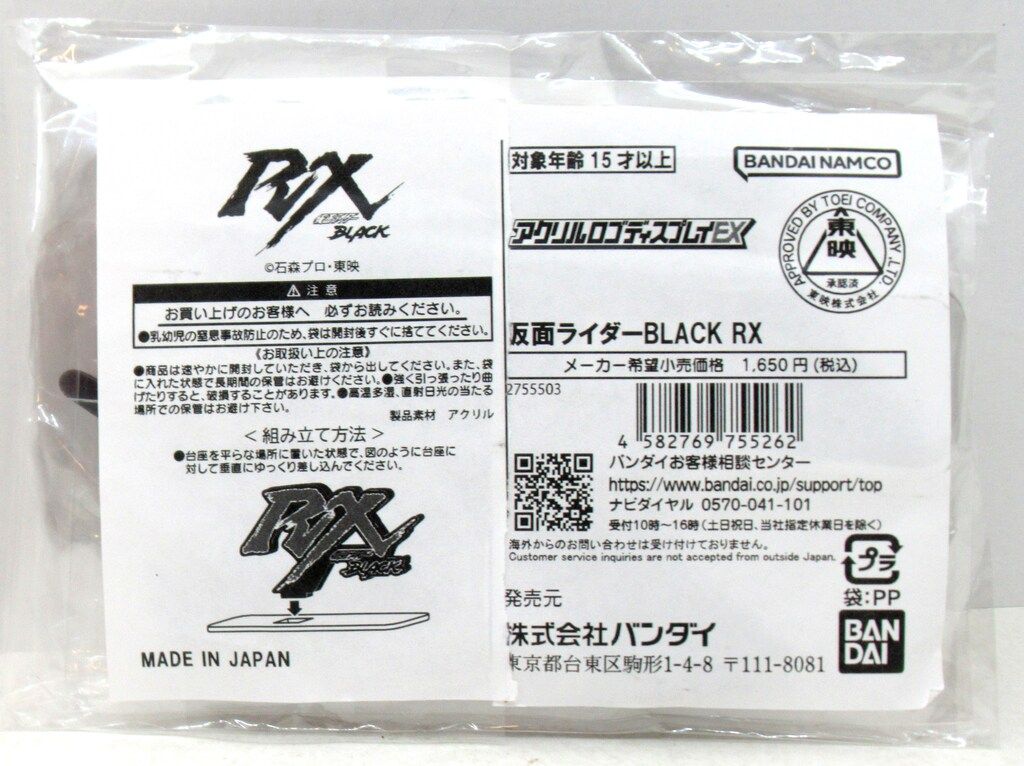 RX
仮面ライダー
BLACK
©石森プロ・東映
⚠ 注意
お買い上げのお客様へ 必ずお読みください。
●乳幼児の窒息事故防止のため、袋は開封後すぐに捨ててください。
《お取扱い上の注意》
●商品は速やかに開封していただき、袋から出してください。また、袋
に入れた状態で長期間の保管はお避けください。●強く引っ張ったり曲
げたりすると、破損することがあります。●高温多湿、直射日光の当たる
場所での保管はお避け下さい。
製品素材 アクリル
＜組み立て方法＞
●台座を平らな場所に置いた状態で、図のように台座に
対して垂直にゆっくり差し込んでください。
RX
BLACK
MADE IN JAPAN
対象年齢15才以上
BANDAI NAMCO
アクリルロゴディスプレイEX
APPROVED BY TOEI COMPANY,.LTD.
東映
承認済
東映株式会社
仮面ライダーBLACK RX
メーカー希望小売価格 1,650円(税込)
2755503
4 582769 755262
バンダイお客様相談センター
https://www.bandai.co.jp/support/top
ナビダイヤル 0570-041-101
受付10時～16時(土日祝日、当社指定休業日を除く)
海外からのお問い合わせは受け付けておりません。
Customer service inquiries are not accepted from outside Japan.
プラ
袋:PP
発売元
株式会社バンダイ
東京都台東区駒形1-4-8 〒111-8081
BAN
DAI